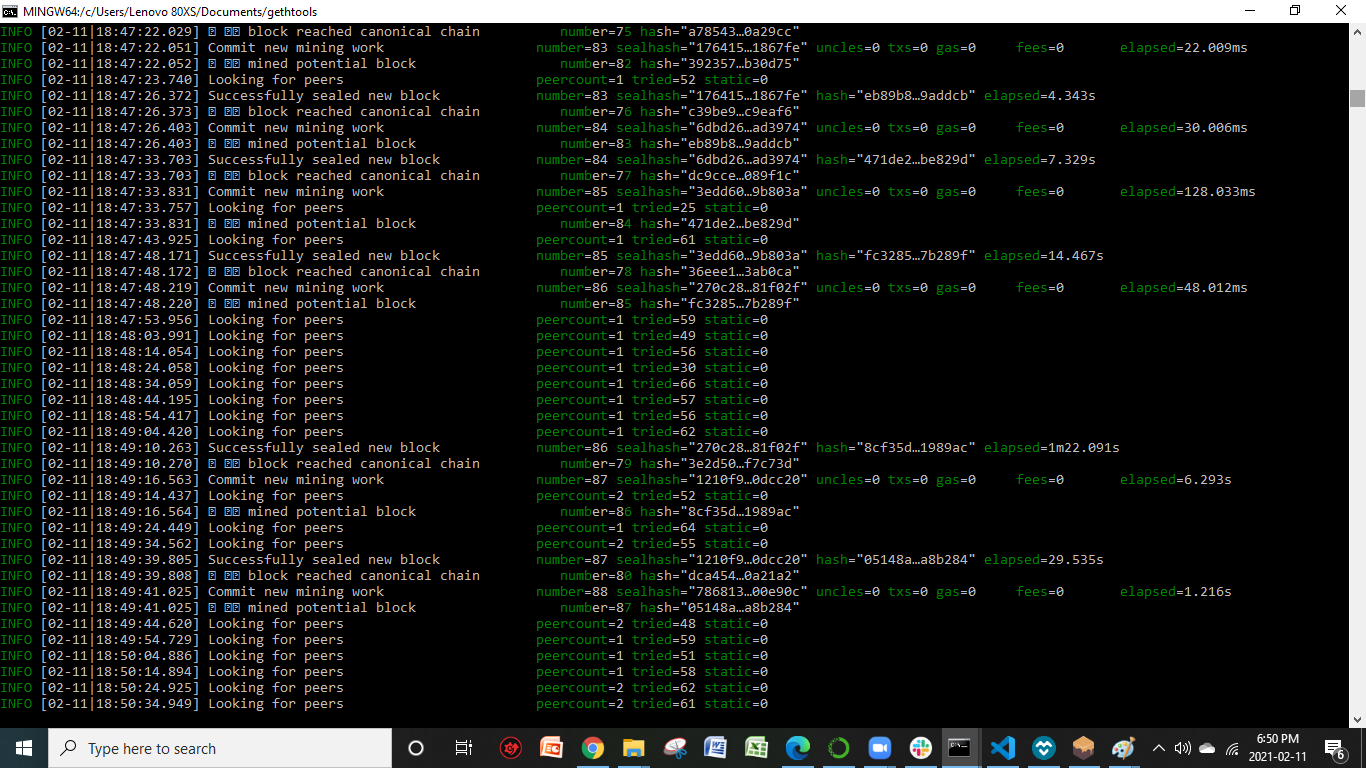 MINGW64:/c/Users/Lenovo 80XS/Documents/gethtools
INFO [02-11|18:47:22.029] block reached canonical chain number=75 hash="a78543…0a29cc"
INFO [02-11|18:47:22.051] Commit new mining work number=83 sealhash="176415…1867fe" uncles=0 txs=0 gas=0 fees=0 elapsed=22.009ms
INFO [02-11|18:47:22.052] mined potential block number=82 hash="392357…b30d75"
INFO [02-11|18:47:23.740] Looking for peers peercount=1 tried=52 static=0
INFO [02-11|18:47:26.372] Successfully sealed new block number=83 sealhash="176415…1867fe" hash="eb89b8…9addcb" elapsed=4.343s
INFO [02-11|18:47:26.373] block reached canonical chain number=76 hash="c39be9…c9eaf6"
INFO [02-11|18:47:26.403] Commit new mining work number=84 sealhash="6dbd26…ad3974" uncles=0 txs=0 gas=0 fees=0 elapsed=30.006ms
INFO [02-11|18:47:26.403] mined potential block number=83 hash="eb89b8…9addcb"
INFO [02-11|18:47:33.703] Successfully sealed new block number=84 sealhash="6dbd26…ad3974" hash="471de2…be829d" elapsed=7.329s
INFO [02-11|18:47:33.703] block reached canonical chain number=77 hash="dc9cce…089f1c"
INFO [02-11|18:47:33.831] Commit new mining work number=85 sealhash="3edd60…9b803a" uncles=0 txs=0 gas=0 fees=0 elapsed=128.033ms
INFO [02-11|18:47:33.757] Looking for peers peercount=1 tried=25 static=0
INFO [02-11|18:47:33.831] mined potential block number=84 hash="471de2…be829d"
INFO [02-11|18:47:43.925] Looking for peers peercount=1 tried=61 static=0
INFO [02-11|18:47:48.171] Successfully sealed new block number=85 sealhash="3edd60…9b803a" hash="fc3285…7b289f" elapsed=14.467s
INFO [02-11|18:47:48.172] block reached canonical chain number=78 hash="36eee1…3ab0ca"
INFO [02-11|18:47:48.219] Commit new mining work number=86 sealhash="270c28…81f02f" uncles=0 txs=0 gas=0 fees=0 elapsed=48.012ms
INFO [02-11|18:47:48.220] mined potential block number=85 hash="fc3285…7b289f"
INFO [02-11|18:47:53.956] Looking for peers peercount=1 tried=59 static=0
INFO [02-11|18:48:03.991] Looking for peers peercount=1 tried=49 static=0
INFO [02-11|18:48:14.054] Looking for peers peercount=1 tried=56 static=0
INFO [02-11|18:48:24.058] Looking for peers peercount=1 tried=30 static=0
INFO [02-11|18:48:34.059] Looking for peers peercount=1 tried=66 static=0
INFO [02-11|18:48:44.195] Looking for peers peercount=1 tried=57 static=0
INFO [02-11|18:48:54.417] Looking for peers peercount=1 tried=56 static=0
INFO [02-11|18:49:04.420] Looking for peers peercount=1 tried=62 static=0
INFO [02-11|18:49:10.263] Successfully sealed new block number=86 sealhash="270c28…81f02f" hash="8cf35d…1989ac" elapsed=1m22.091s
INFO [02-11|18:49:10.270] block reached canonical chain number=79 hash="3e2d50…f7c73d"
INFO [02-11|18:49:16.563] Commit new mining work number=87 sealhash="1210f9…0dcc20" uncles=0 txs=0 gas=0 fees=0 elapsed=6.293s
INFO [02-11|18:49:14.437] Looking for peers peercount=2 tried=52 static=0
INFO [02-11|18:49:16.564] mined potential block number=86 hash="8cf35d…1989ac"
INFO [02-11|18:49:24.449] Looking for peers peercount=1 tried=64 static=0
INFO [02-11|18:49:34.562] Looking for peers peercount=2 tried=55 static=0
INFO [02-11|18:49:39.805] Successfully sealed new block number=87 sealhash="1210f9…0dcc20" hash="05148a…a8b284" elapsed=29.535s
INFO [02-11|18:49:39.808] block reached canonical chain number=80 hash="dca454…0a21a2"
INFO [02-11|18:49:41.025] Commit new mining work number=88 sealhash="786813…00e90c" uncles=0 txs=0 gas=0 fees=0 elapsed=1.216s
INFO [02-11|18:49:41.025] mined potential block number=87 hash="05148a…a8b284"
INFO [02-11|18:49:44.620] Looking for peers peercount=2 tried=48 static=0
INFO [02-11|18:49:54.729] Looking for peers peercount=1 tried=59 static=0
INFO [02-11|18:50:04.886] Looking for peers peercount=1 tried=51 static=0
INFO [02-11|18:50:14.894] Looking for peers peercount=1 tried=58 static=0
INFO [02-11|18:50:24.925] Looking for peers peercount=2 tried=62 static=0
INFO [02-11|18:50:34.949] Looking for peers peercount=2 tried=61 static=0
Type here to search
6:50 PM
2021-02-11
6